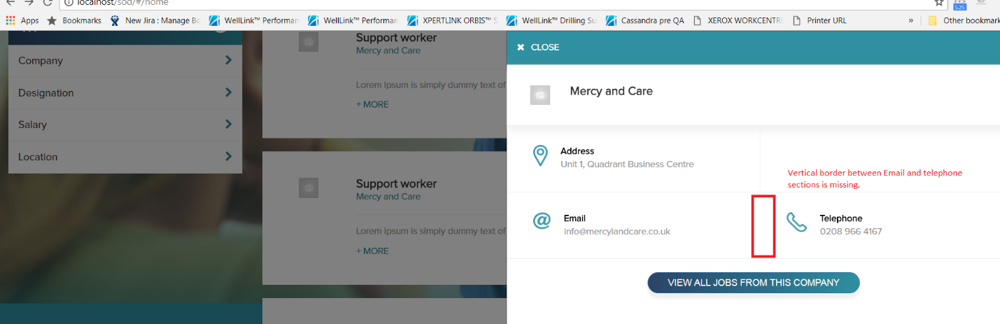 localhost/sod/#/home
5.25
Apps Bookmarks New Jira : Manage Bo WellLink™ Performan WellLink™ Performan XPERTLINK ORBIS™ S WellLink™ Drilling Su Cassandra pre QA XEROX WORKCENTR Printer URL » Other bookmark
Company
Designation
Salary
Location
Support worker
Mercy and Care
Lorem Ipsum is simply dummy text of
+ MORE
Support worker
Mercy and Care
Lorem Ipsum is simply dummy text of
+ MORE
CLOSE
Mercy and Care
Address
Unit 1, Quadrant Business Centre
Vertical border between Email and telephone
sections is missing.
Email
info@mercylandcare.co.uk
Telephone
0208 966 4167
VIEW ALL JOBS FROM THIS COMPANY